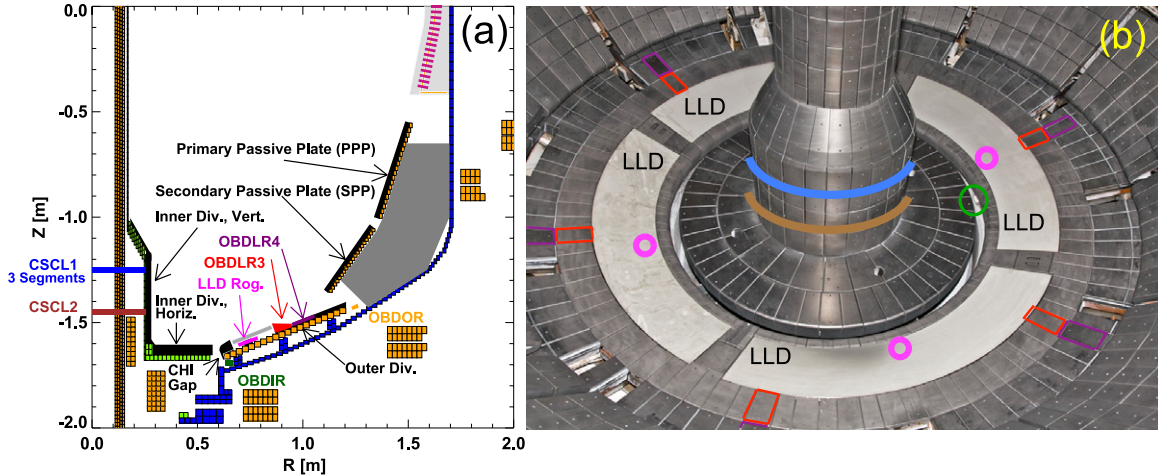 0.0
(a)
(b)
-0.5
Primary Passive Plate (PPP)
Secondary Passive Plate (SPP)
Z [m]
-1.0
Inner Div., Vert.
OBDLR4
CSCL1
3 Segments
OBDLR3
LLD Rog.
CSCL2
Inner Div.,
Horiz.
-1.5
OBDOR
CHI
Gap
Outer Div.
OBDIR
-2.0
0.0 0.5 1.0 1.5 2.0
R [m]
LLD
LLD
LLD
LLD